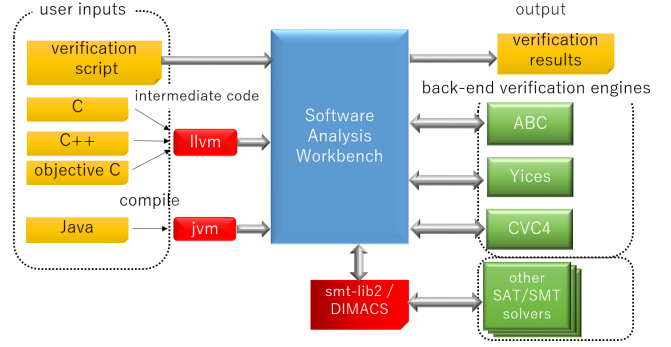 user inputs
output
verification
script
verification
results
intermediate code
back-end verification engines
C
C++
objective C
llvm
Software
Analysis
Workbench
ABC
Yices
compile
Java
jvm
CVC4
smt-lib2 /
DIMACS
other
SAT/SMT
solvers